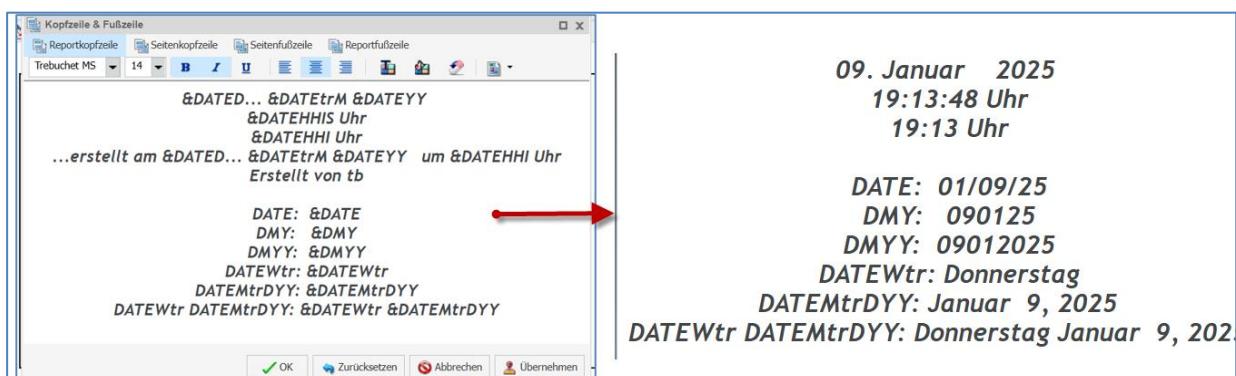 Kopfzeile & Fußzeile
Reportkopfzeile Seitenkopfzeile Seitenfußzeile Reportfußzeile
Trebuchet MS 14 B I U
&DATED... &DATEtrM &DATEYY
&DATEHHIS Uhr
&DATEHHI Uhr
...erstellt am &DATED... &DATEtrM &DATEYY um &DATEHHI Uhr
Erstellt von tb
DATE: &DATE
DMY: &DMY
DMYY: &DMYY
DATEWtr: &DATEWtr
DATEMtrDYY: &DATEMtrDYY
DATEWtr DATEMtrDYY: &DATEWtr &DATEMtrDYY
OK Zurücksetzen Abbrechen Übernehmen
09. Januar 2025
19:13:48 Uhr
19:13 Uhr
DATE: 01/09/25
DMY: 090125
DMYY: 09012025
DATEWtr: Donnerstag
DATEMtrDYY: Januar 9, 2025
DATEWtr DATEMtrDYY: Donnerstag Januar 9, 202